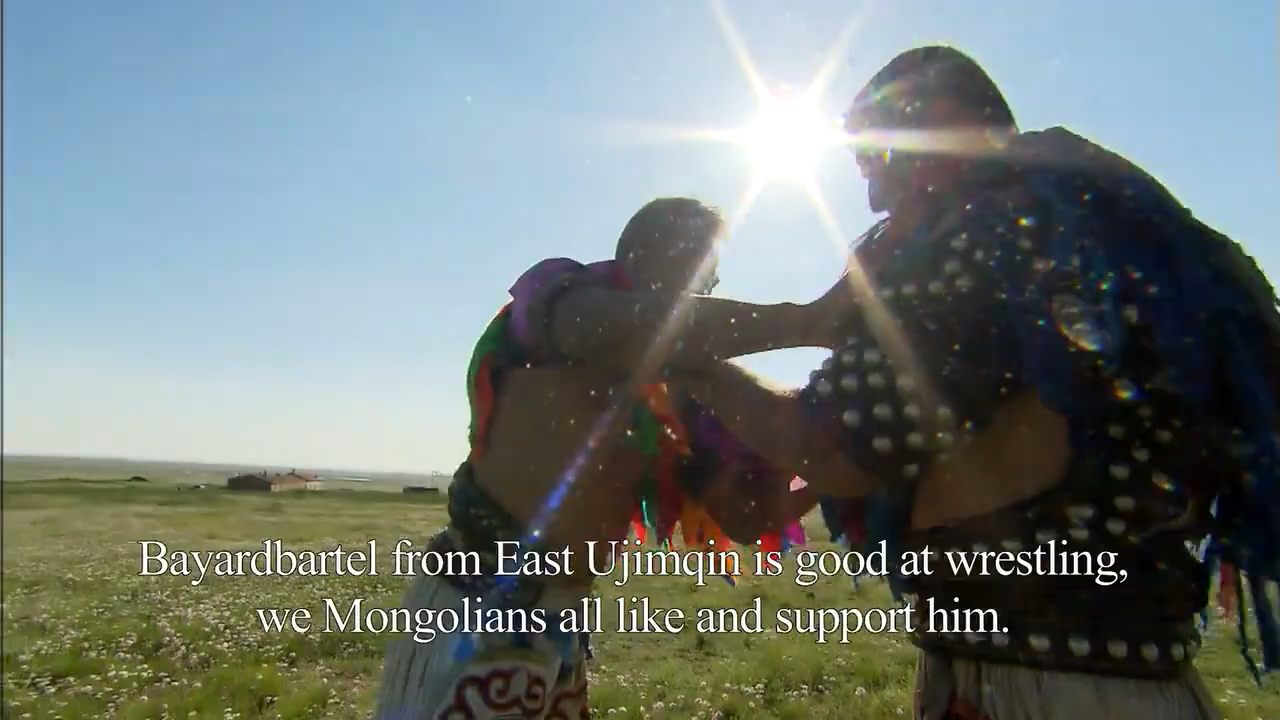 Bayardbartel from East Ujimqin is good at wrestling,
we Mongolians all like and support him.